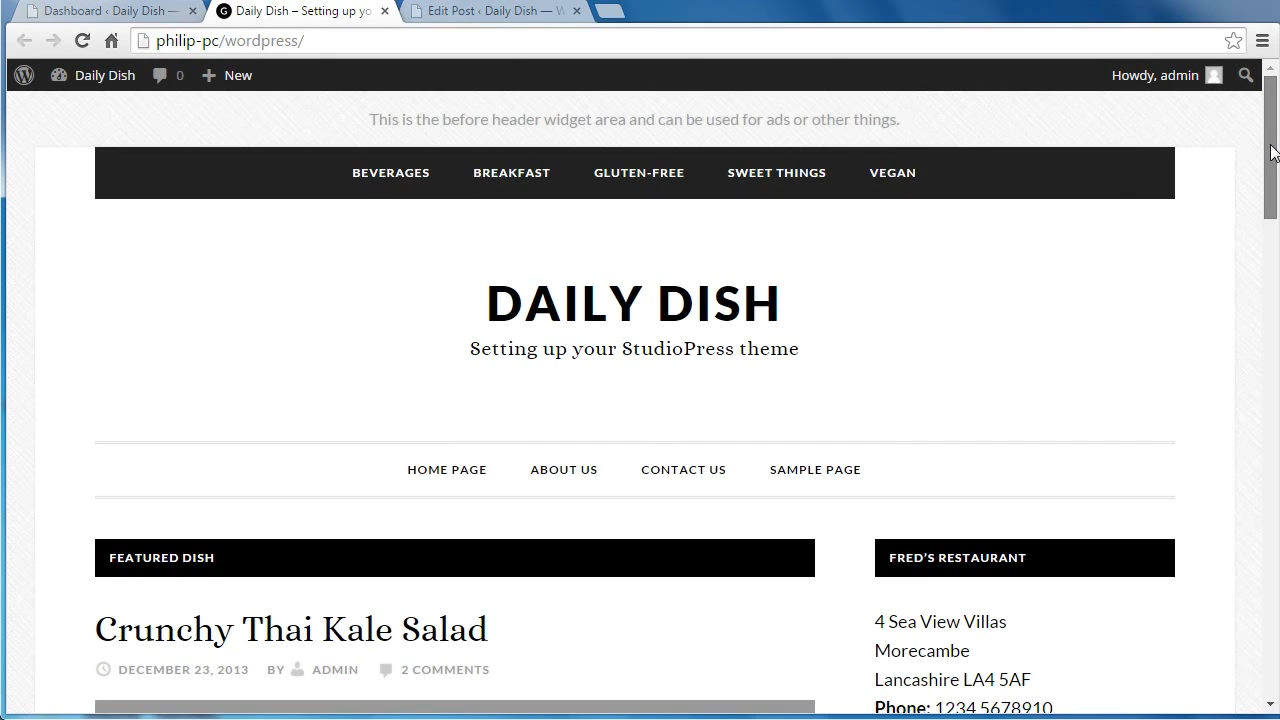 Dashboard ‹ Daily Dish —
Daily Dish – Setting up yo
Edit Post ‹ Daily Dish — W
philip-pc/wordpress/
Daily Dish 0 New
Howdy, admin
This is the before header widget area and can be used for ads or other things.
BEVERAGES BREAKFAST GLUTEN-FREE SWEET THINGS VEGAN
DAILY DISH
Setting up your StudioPress theme
HOME PAGE ABOUT US CONTACT US SAMPLE PAGE
FEATURED DISH
Crunchy Thai Kale Salad
DECEMBER 23, 2013 BY ADMIN 2 COMMENTS
FRED'S RESTAURANT
4 Sea View Villas
Morecambe
Lancashire LA4 5AF
Phone: 1234 5678910